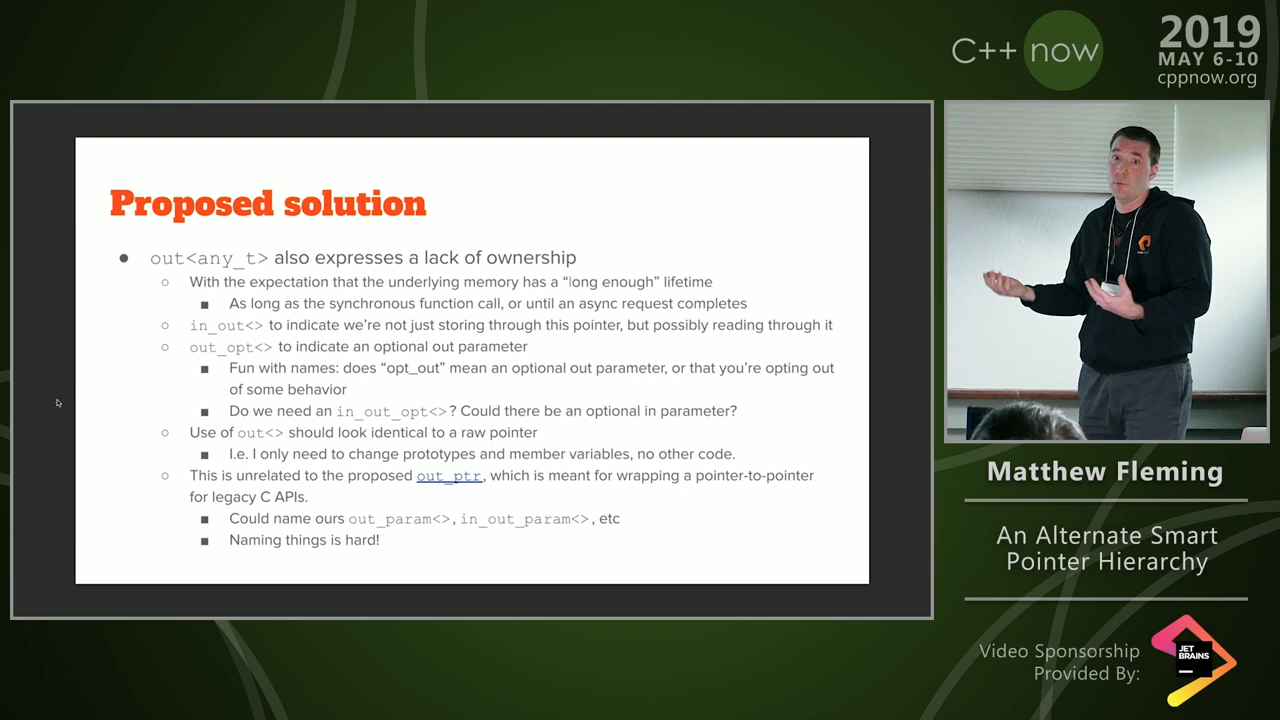 C++ now
2019
MAY 6-10
cppnow.org
Proposed solution
● out<any_t> also expresses a lack of ownership
○ With the expectation that the underlying memory has a “long enough” lifetime
■ As long as the synchronous function call, or until an async request completes
○ in_out<> to indicate we’re not just storing through this pointer, but possibly reading through it
○ out_opt<> to indicate an optional out parameter
■ Fun with names: does “opt_out” mean an optional out parameter, or that you’re opting out
of some behavior
■ Do we need an in_out_opt<>? Could there be an optional in parameter?
○ Use of out<> should look identical to a raw pointer
■ I.e. I only need to change prototypes and member variables, no other code.
○ This is unrelated to the proposed out_ptr, which is meant for wrapping a pointer-to-pointer
for legacy C APIs.
■ Could name ours out_param<>, in_out_param<>, etc
■ Naming things is hard!
Matthew Fleming
An Alternate Smart
Pointer Hierarchy
Video Sponsorship
Provided By:
JET
BRAINS